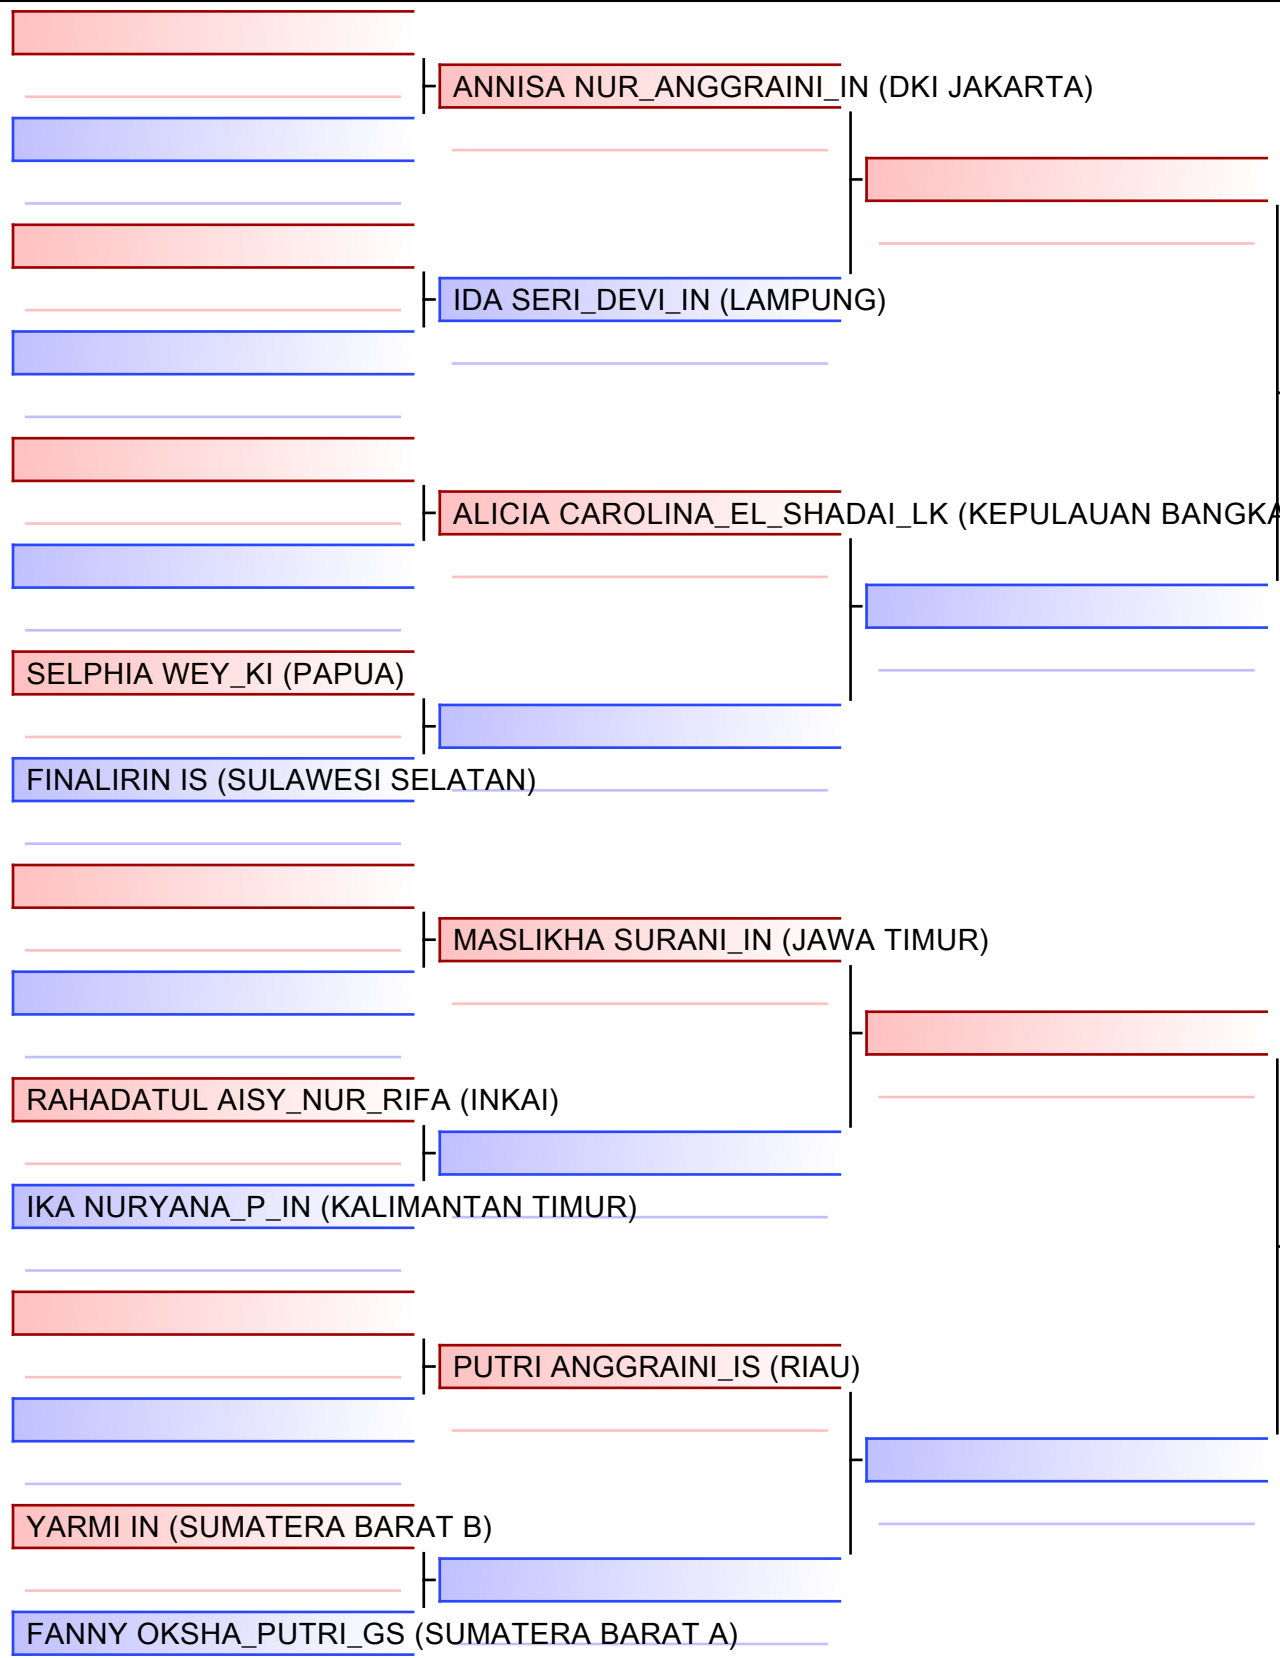 ANNISA NUR_ANGGRAINI_IN (DKI JAKARTA)
IDA SERI_DEVI_IN (LAMPUNG)
ALICIA CAROLINA_EL_SHADAI_LK (KEPULAUAN BANGKA
SELPHIA WEY_KI (PAPUA)
FINALIRIN IS (SULAWESI SELATAN)
MASLIKHA SURANI_IN (JAWA TIMUR)
RAHADATUL AISY_NUR_RIFA (INKAI)
IKA NURYANA_P_IN (KALIMANTAN TIMUR)
PUTRI ANGGRAINI_IS (RIAU)
YARMI IN (SUMATERA BARAT B)
FANNY OKSHA_PUTRI_GS (SUMATERA BARAT A)